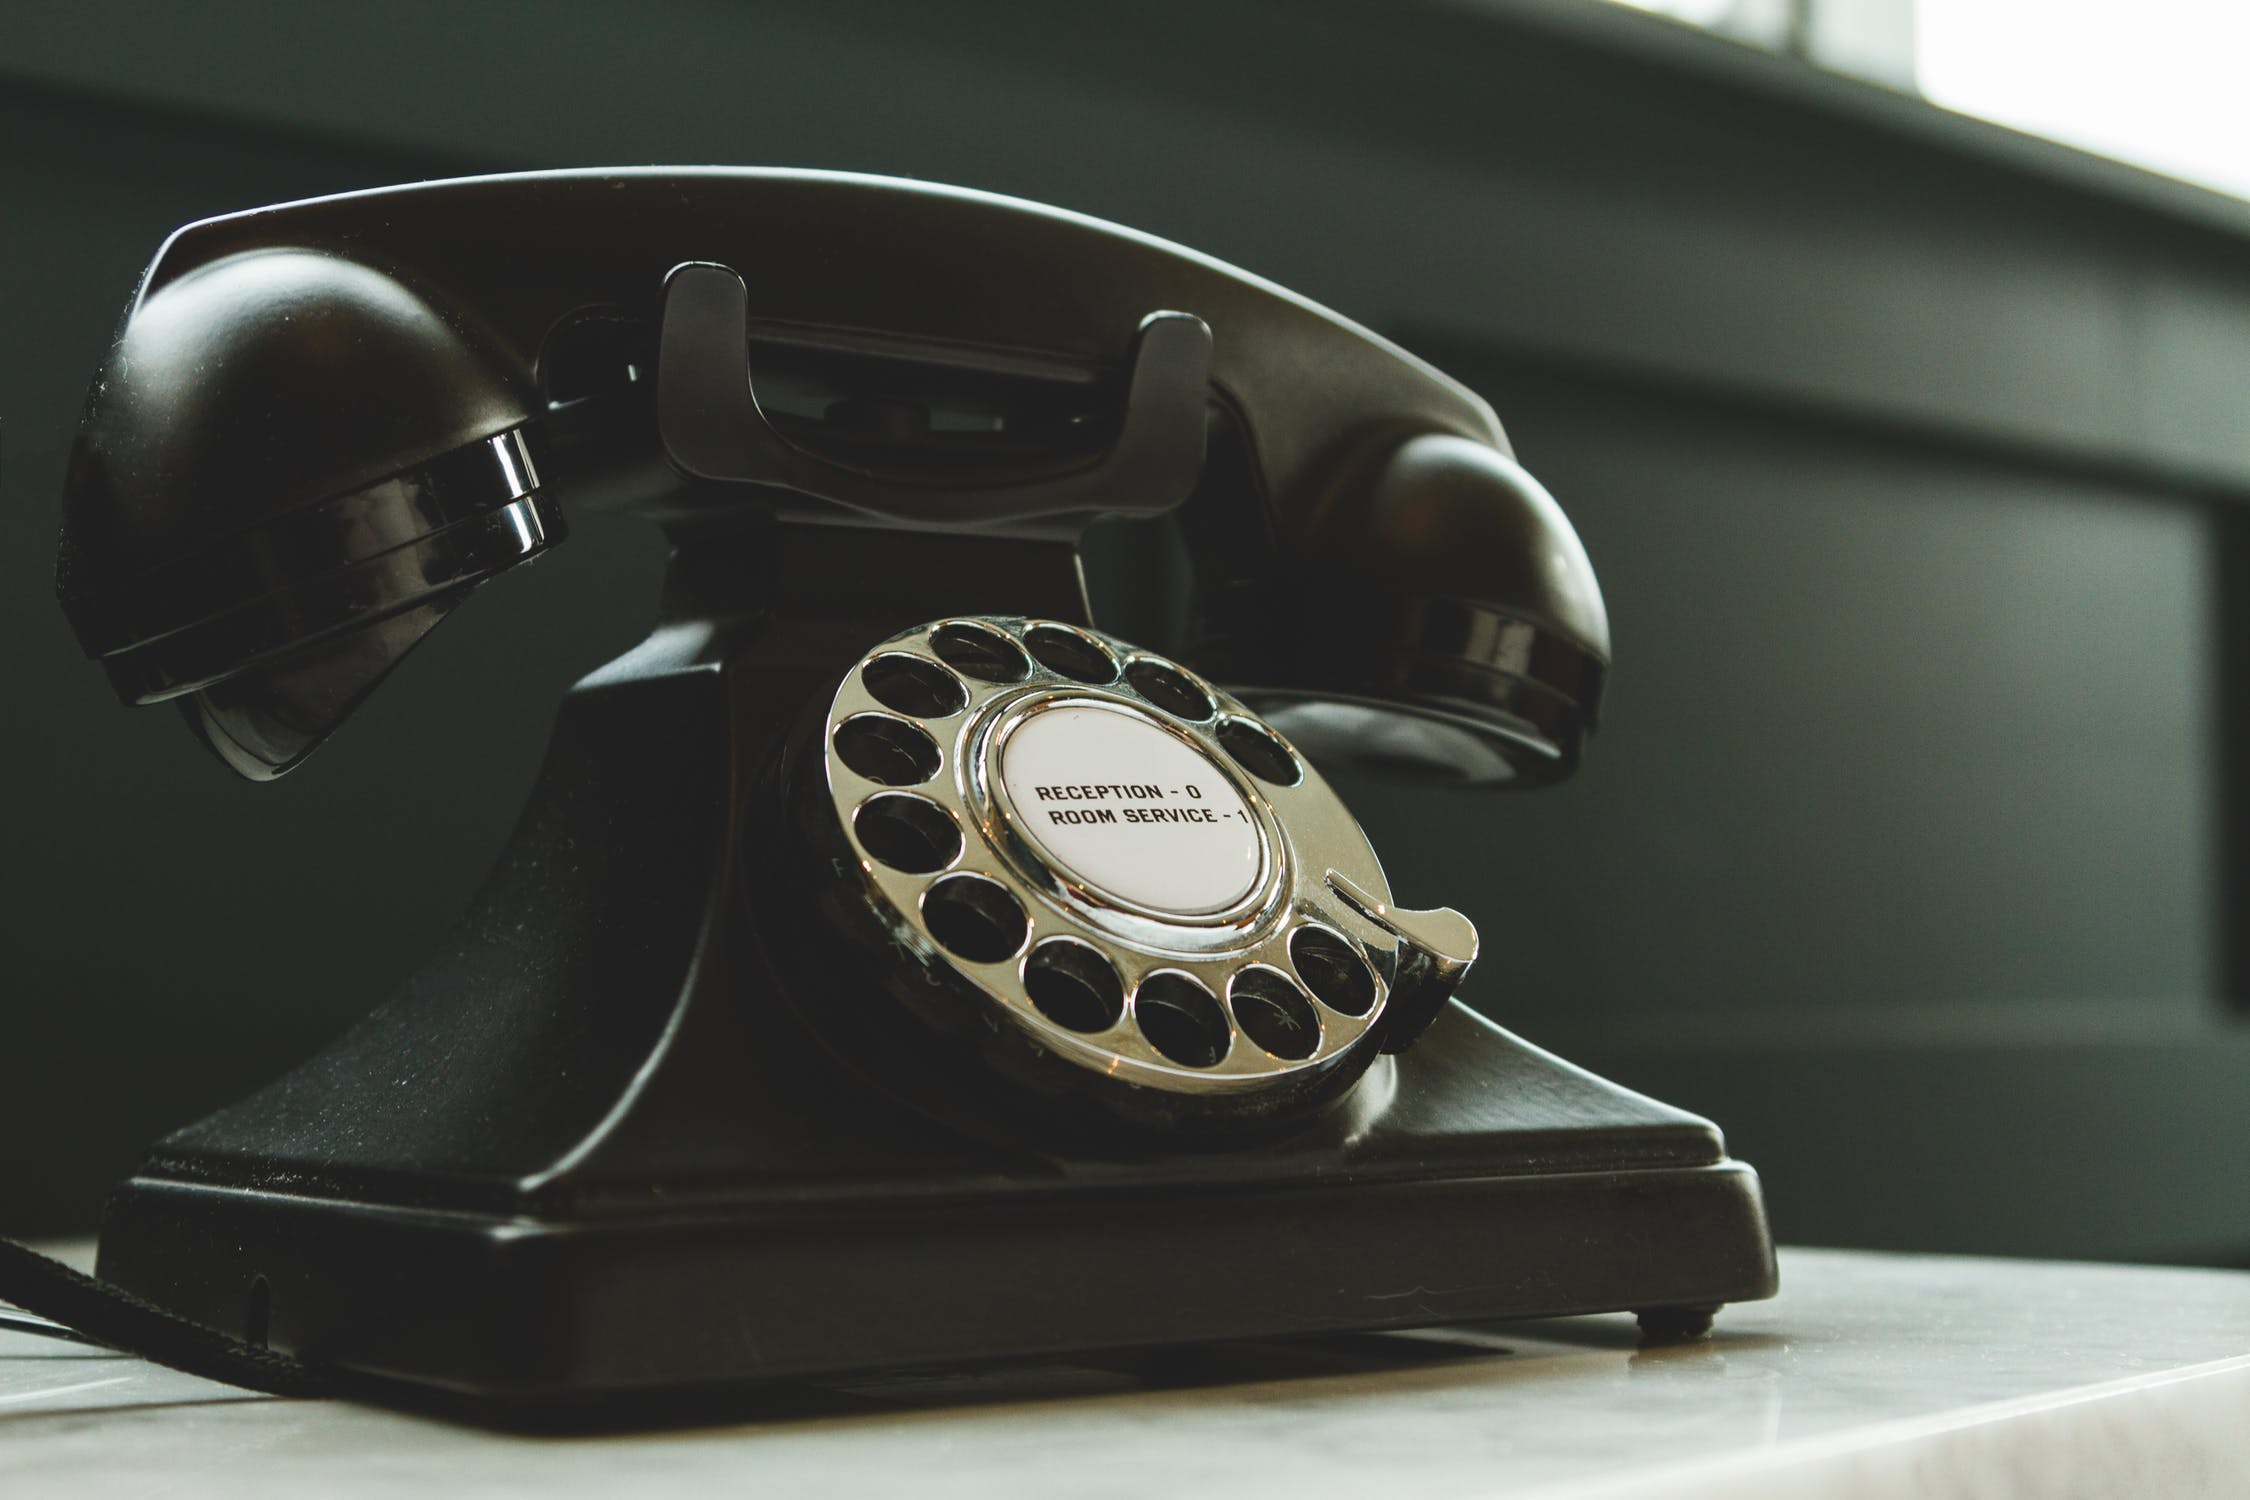 RECEPTION - 0
ROOM SERVICE - 1